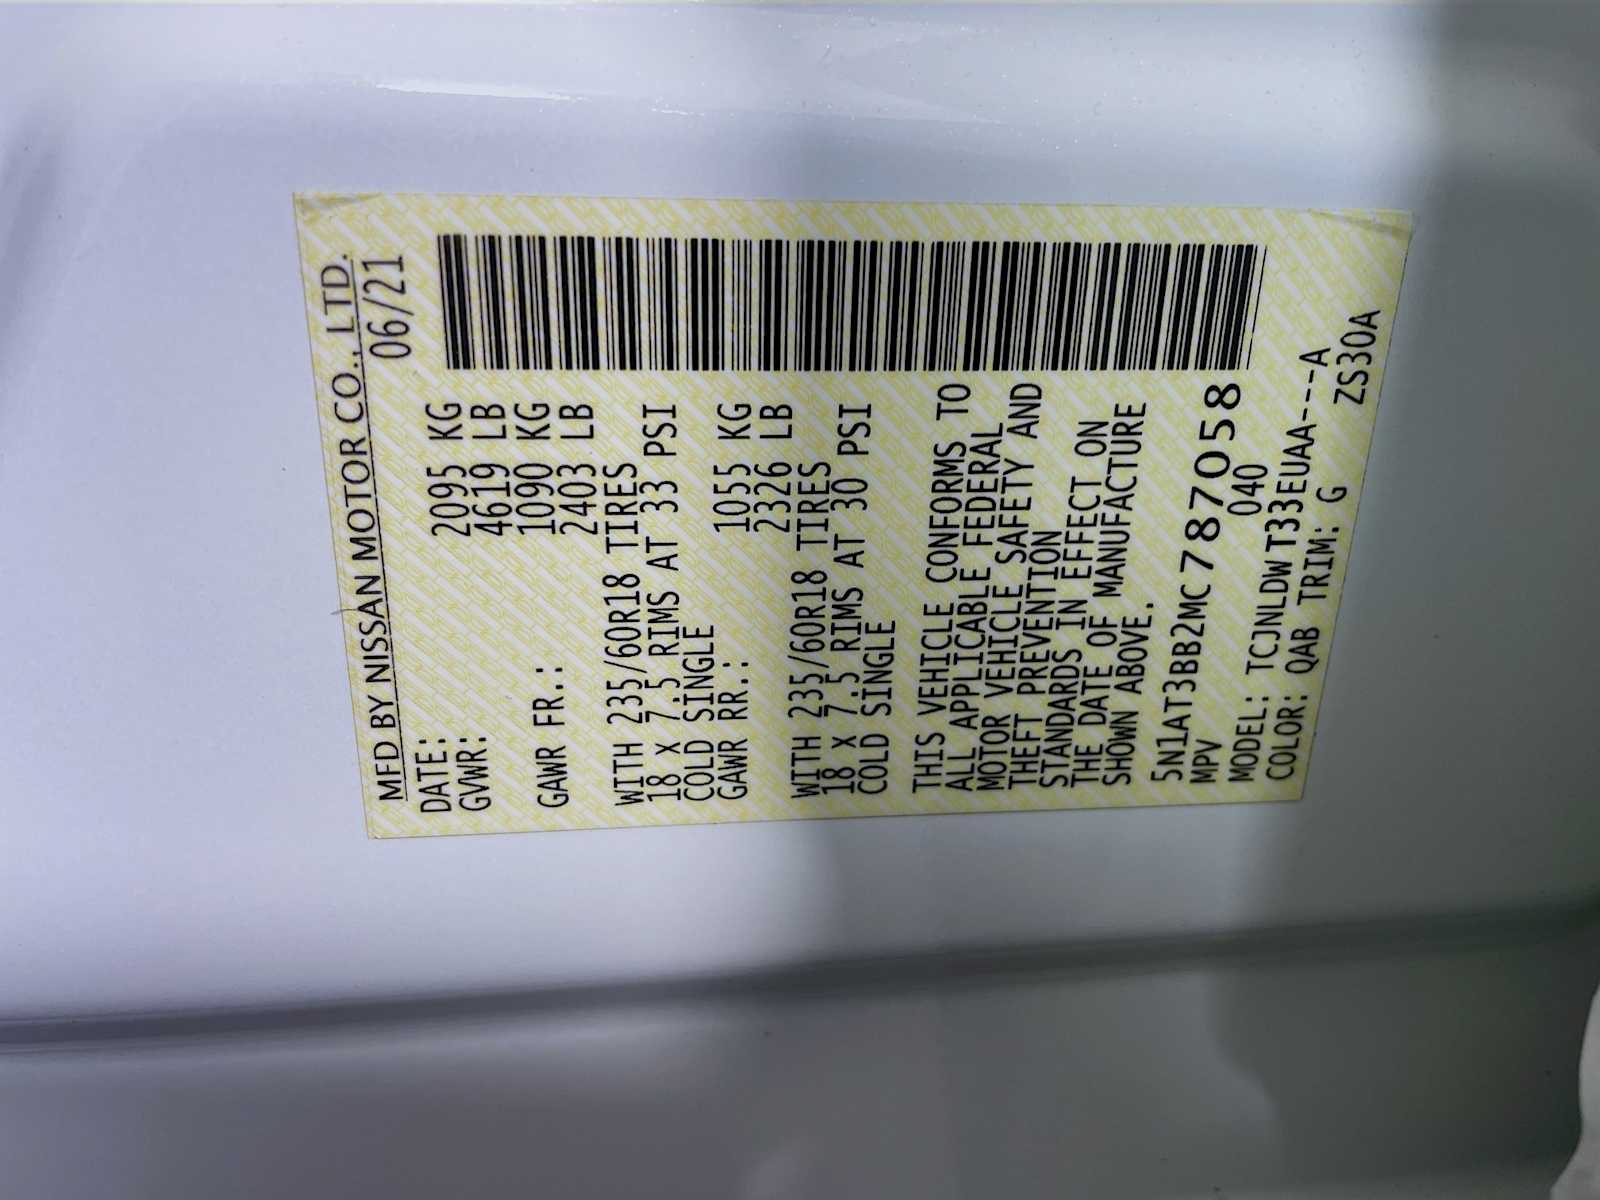 MFD BY NISSAN MOTOR CO., LTD.
DATE: 06/21
GVWR: 2095 KG
4619 LB
GAWR FR.: 1090 KG
2403 LB
WITH 235/60R18 TIRES
18 X 7.5 RIMS AT 33 PSI
COLD SINGLE
GAWR RR.: 1055 KG
2326 LB
WITH 235/60R18 TIRES
18 X 7.5 RIMS AT 30 PSI
COLD SINGLE
THIS VEHICLE CONFORMS TO
ALL APPLICABLE FEDERAL
MOTOR VEHICLE SAFETY AND
THEFT PREVENTION
STANDARDS IN EFFECT ON
THE DATE OF MANUFACTURE
SHOWN ABOVE.
5N1AT3BB2MC787058
MPV 040
MODEL: TCJNLDWT33EUAA---A
COLOR: QAB TRIM: G ZS30A